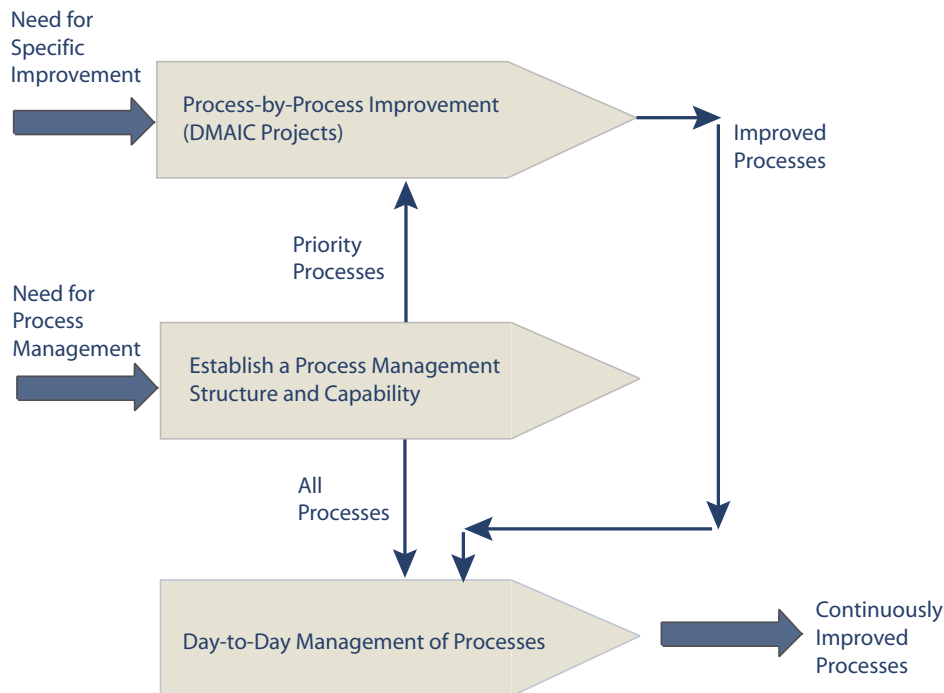 Need for
Specific
Improvement
Process-by-Process Improvement
(DMAIC Projects)
Improved
Processes
Priority
Processes
Need for
Process
Management
Establish a Process Management
Structure and Capability
All
Processes
Day-to-Day Management of Processes
Continuously
Improved
Processes